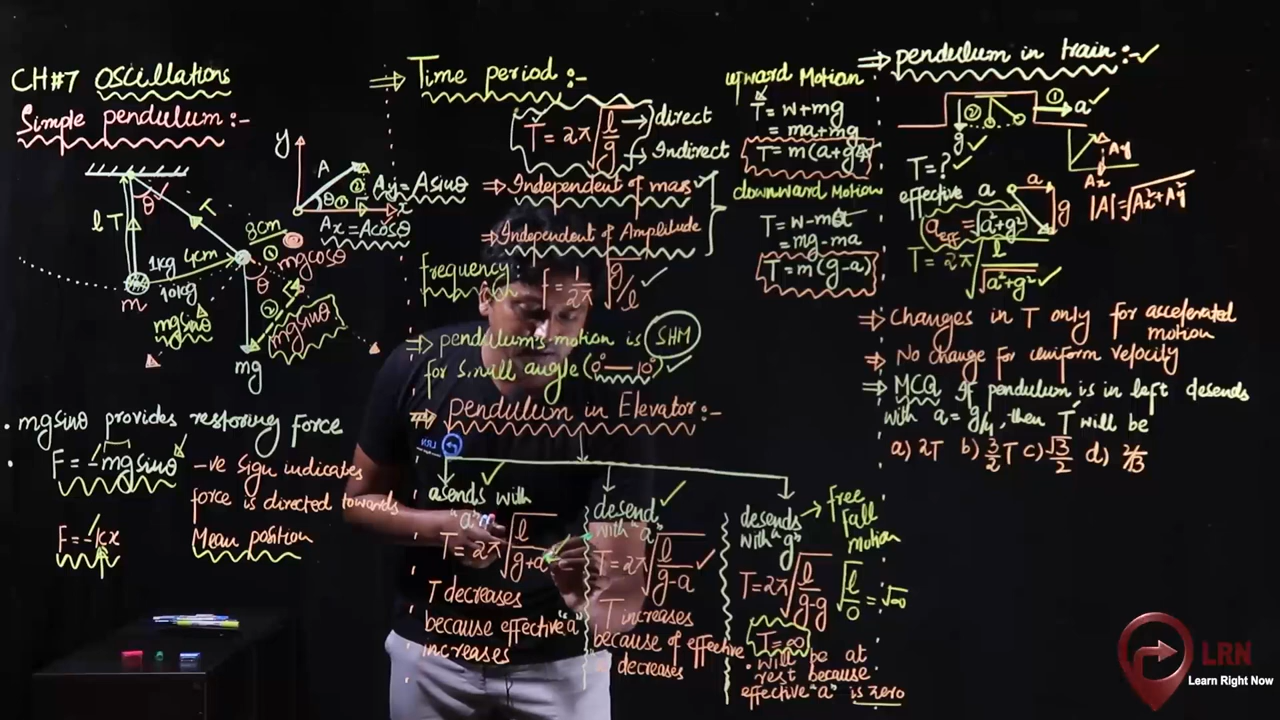 CH#7 Oscillations
Simple pendulum:-
y
A
θ
Ay=Asinθ
x
Ax=Acosθ
l
T
θ
T
8cm
1kg
4cm
10kg
m
mgcosθ
θ
mgsinθ
mgsinθ
mg
. mgsinθ provides restoring force
. F=-mgsinθ
-ve sign indicates
force is directed towards
Mean position
F=-kx
⇒ Time period:-
T=2π√l/g
→ direct
→ Indirect
⇒ Independent of mass
⇒ Independent of Amplitude
frequency
f=1/2π √g/l ✓
⇒ pendulum's motion is SHM
for small angle (0°—10°) ✓
⇒ pendulum in Elevator:-
asends with
"a"
T=2π√l/g+a
T decreases
because effective "a"
increases
desend
with "a"
T=2π√l/g-a
T increases
because of effective
decreases
desends
with "g"
→ free
fall
motion
T=2π√l/g-g
√l/0=√∞
T=∞
. will be at
rest because
effective "a" is zero
upward Motion
T=w+mg
=ma+mg
T=m(a+g)
downward Motion
T=w-ma
=mg-ma
T=m(g-a)
⇒ pendulum in train:- ✓
①
→ a ✓
②
g
T=? ✓
Ay
Ax
|A|=√Ax²+Ay²
effective a
a
g
aeff=√a²+g²
T=2π√l/√a²+g² ✓
⇒ Changes in T only for accelerated
motion
⇒ No change for uniform velocity
⇒ MCQ If pendulum is in left desends
with a=g/4, then T' will be
a) 2T b) 3/2 T c) √3/2 d) 2/√3
LRN
Learn Right Now